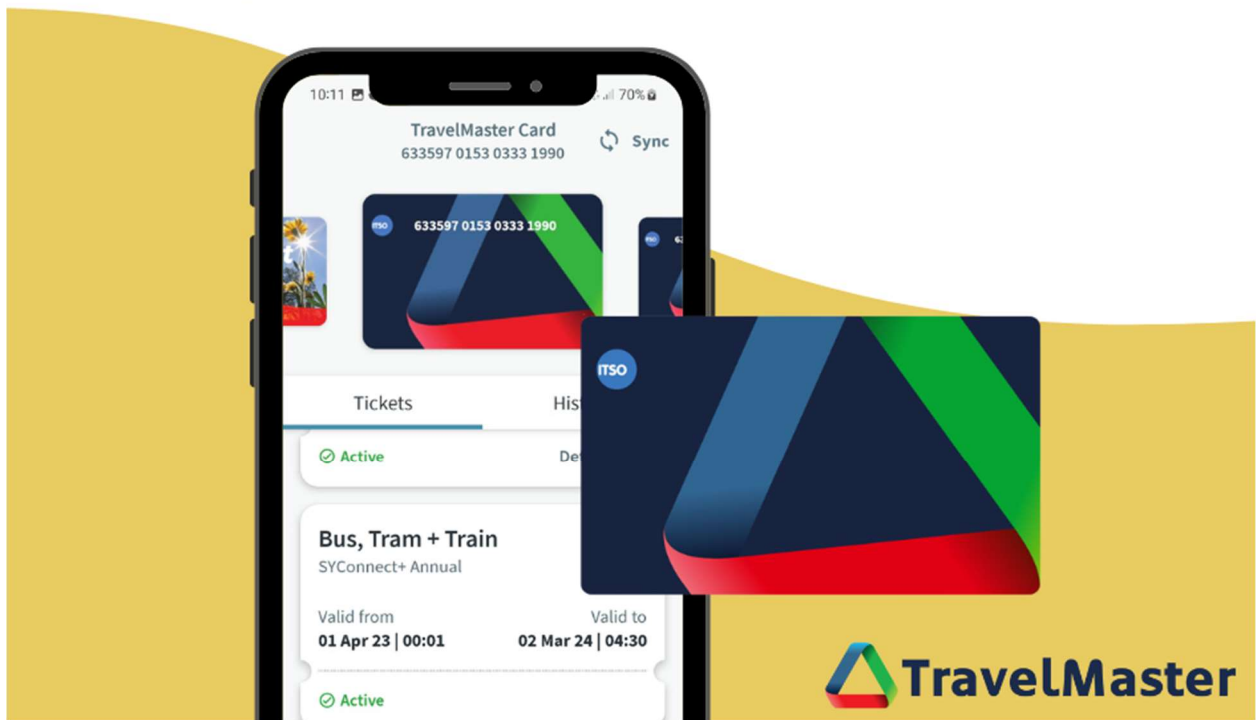 10:11
70%
TravelMaster Card
633597 0153 0333 1990
Sync
ITSO
633597 0153 0333 1990
ITSO
ITSO
Tickets
Active
Bus, Tram + Train
SYConnect+ Annual
Valid from
Valid to
01 Apr 23 | 00:01
02 Mar 24 | 04:30
Active
TravelMaster